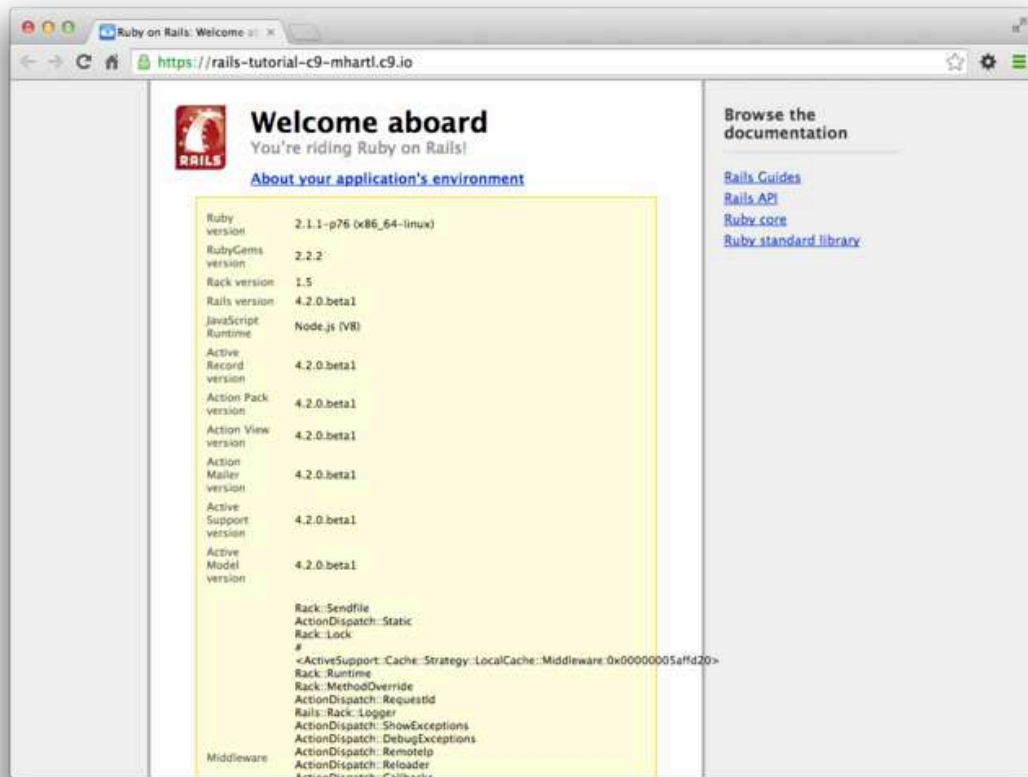 Ruby on Rails: Welcome a
https://rails-tutorial-c9-mhartl.c9.io
RAILS
Welcome aboard
You're riding Ruby on Rails!
About your application's environment
Ruby version 2.1.1-p76 (x86_64-linux)
RubyGems version 2.2.2
Rack version 1.5
Rails version 4.2.0.beta1
JavaScript Runtime Node.js (V8)
Active Record version 4.2.0.beta1
Action Pack version 4.2.0.beta1
Action View version 4.2.0.beta1
Action Mailer version 4.2.0.beta1
Active Support version 4.2.0.beta1
Active Model version 4.2.0.beta1
Middleware
Rack::Sendfile
ActionDispatch::Static
Rack::Lock
#
<ActiveSupport::Cache::Strategy::LocalCache::Middleware:0x00000005affd20>
Rack::Runtime
Rack::MethodOverride
ActionDispatch::RequestId
Rails::Rack::Logger
ActionDispatch::ShowExceptions
ActionDispatch::DebugExceptions
ActionDispatch::RemoteIp
ActionDispatch::Reloader
ActionDispatch::Callbacks
Browse the
documentation
Rails Guides
Rails API
Ruby core
Ruby standard library